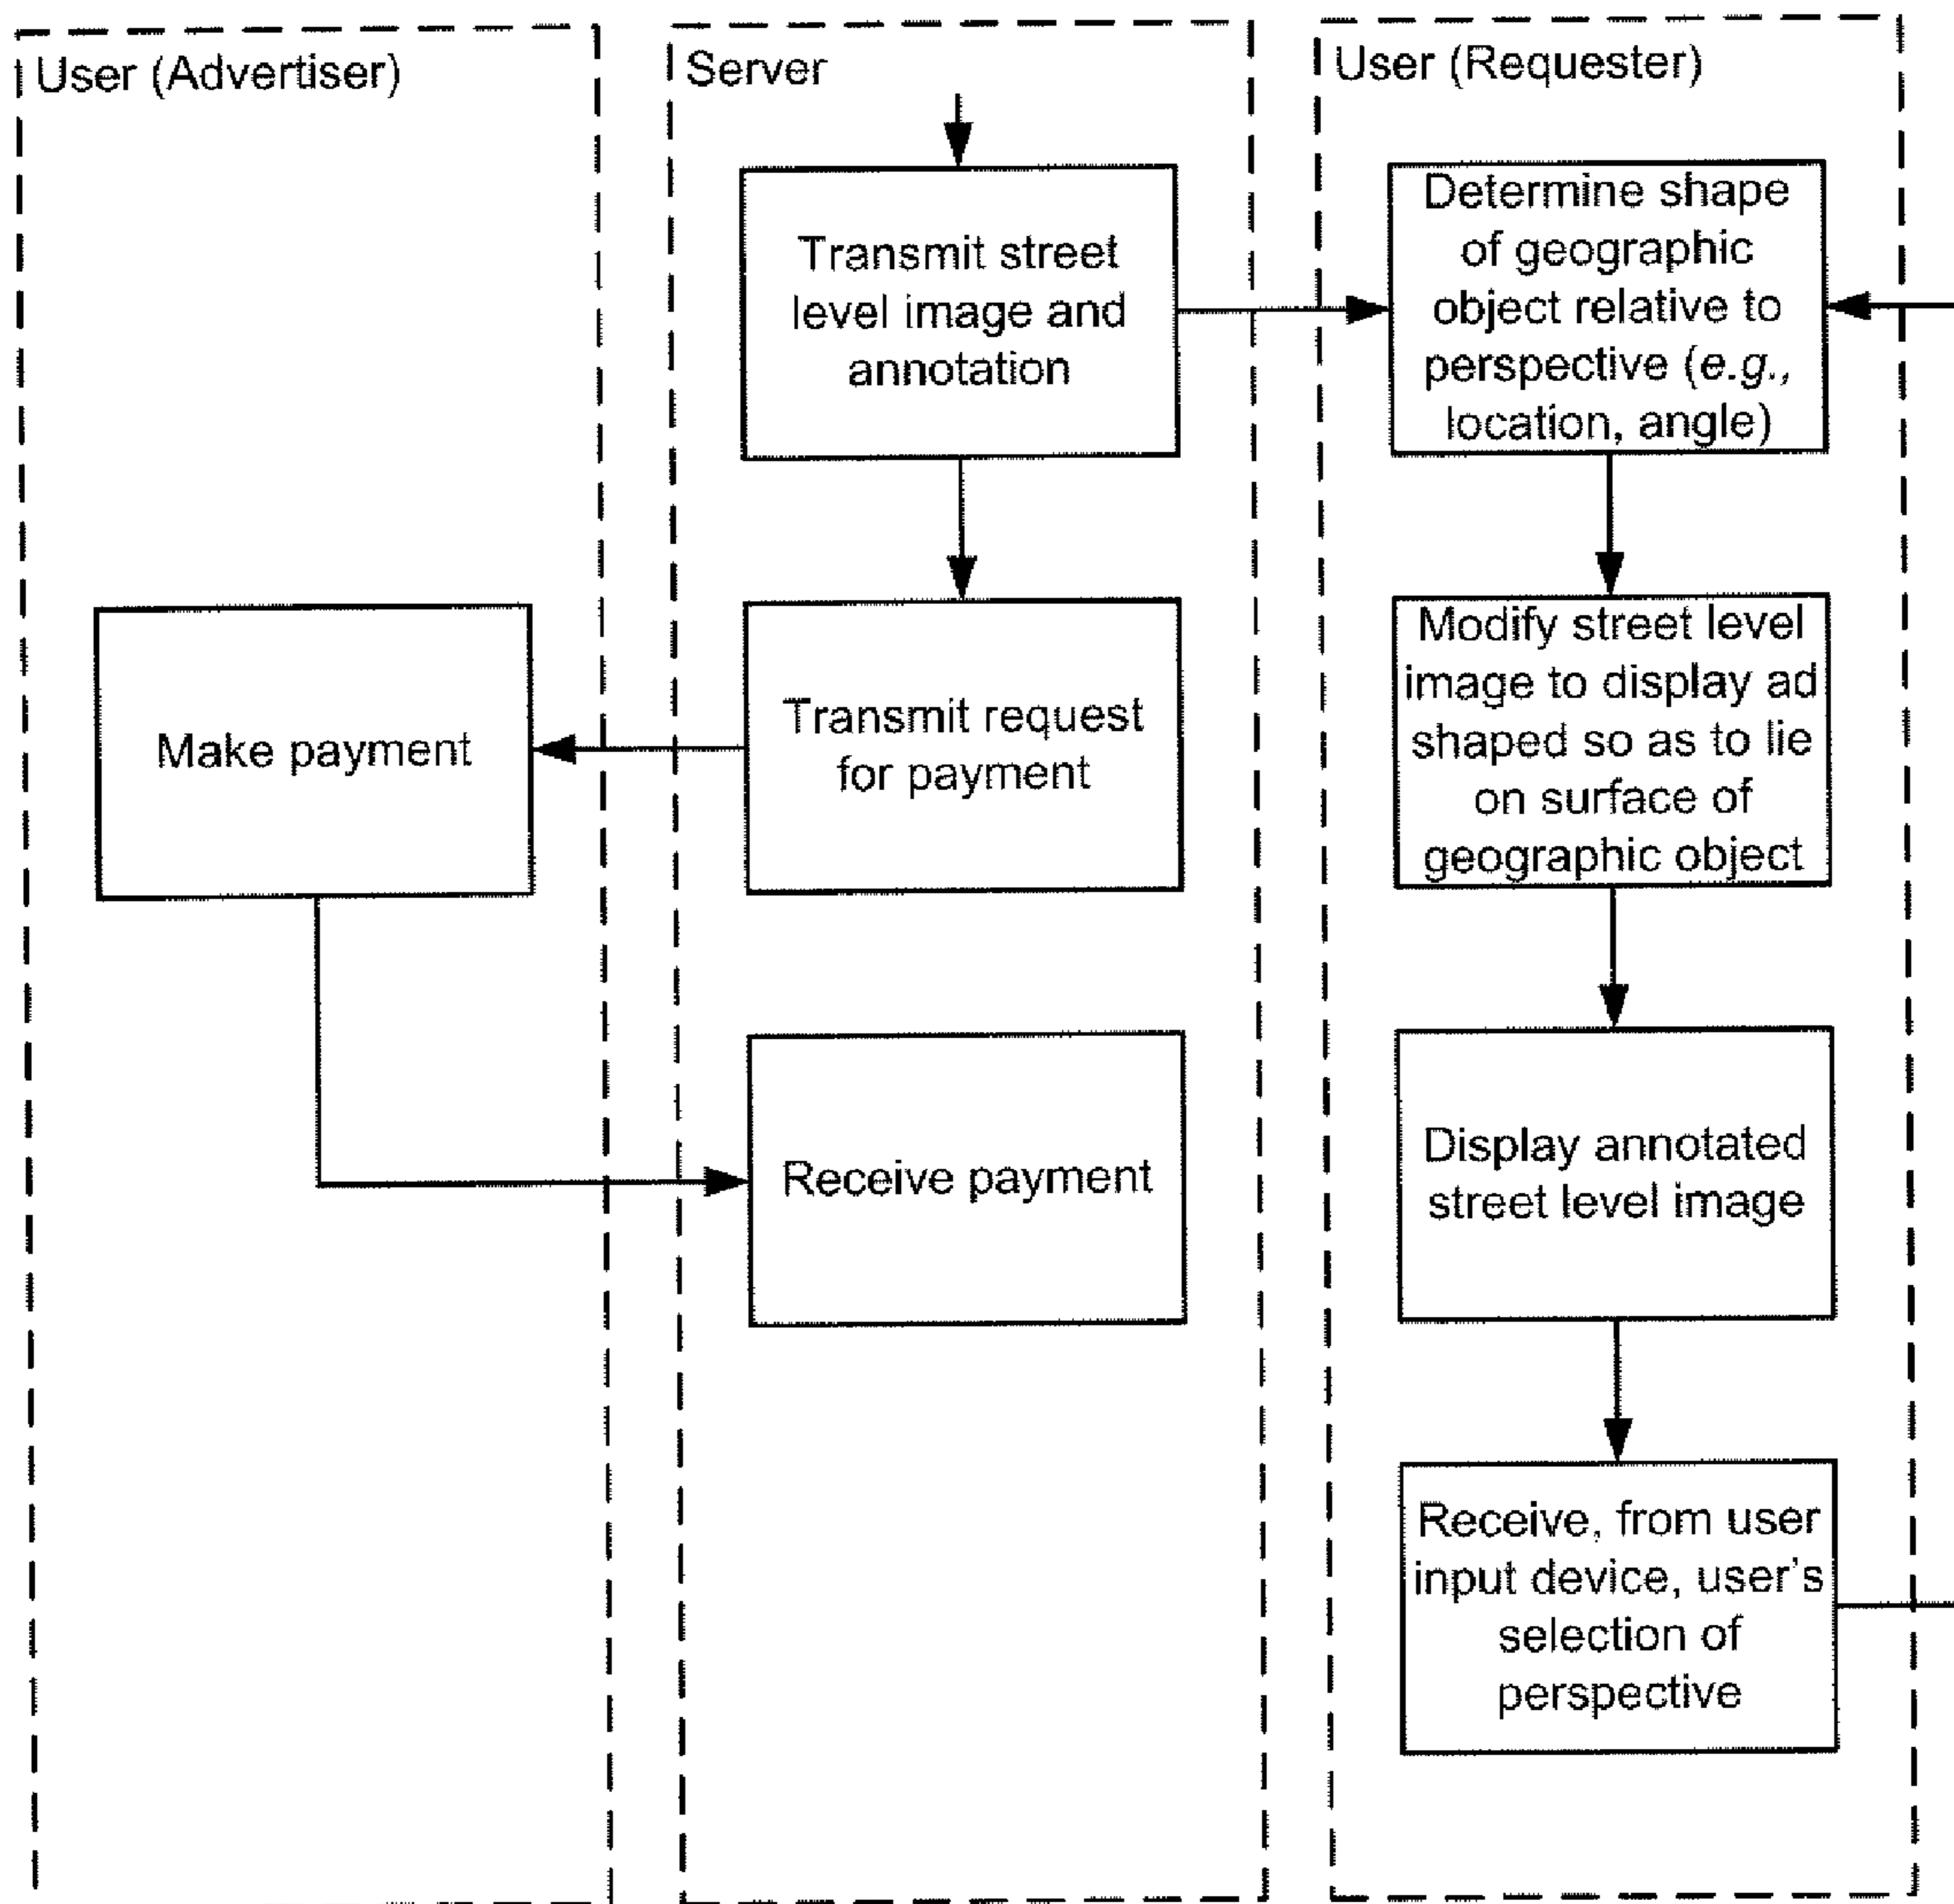 User (Advertiser)
Make payment
Server
Transmit street
level image and
annotation
Transmit request
for payment
Receive payment
User (Requester)
Determine shape
of geographic
object relative to
perspective (e.g.,
location, angle)
Modify street level
image to display ad
shaped so as to lie
on surface of
geographic object
Display annotated
street level image
Receive, from user
input device, user's
selection of
perspective